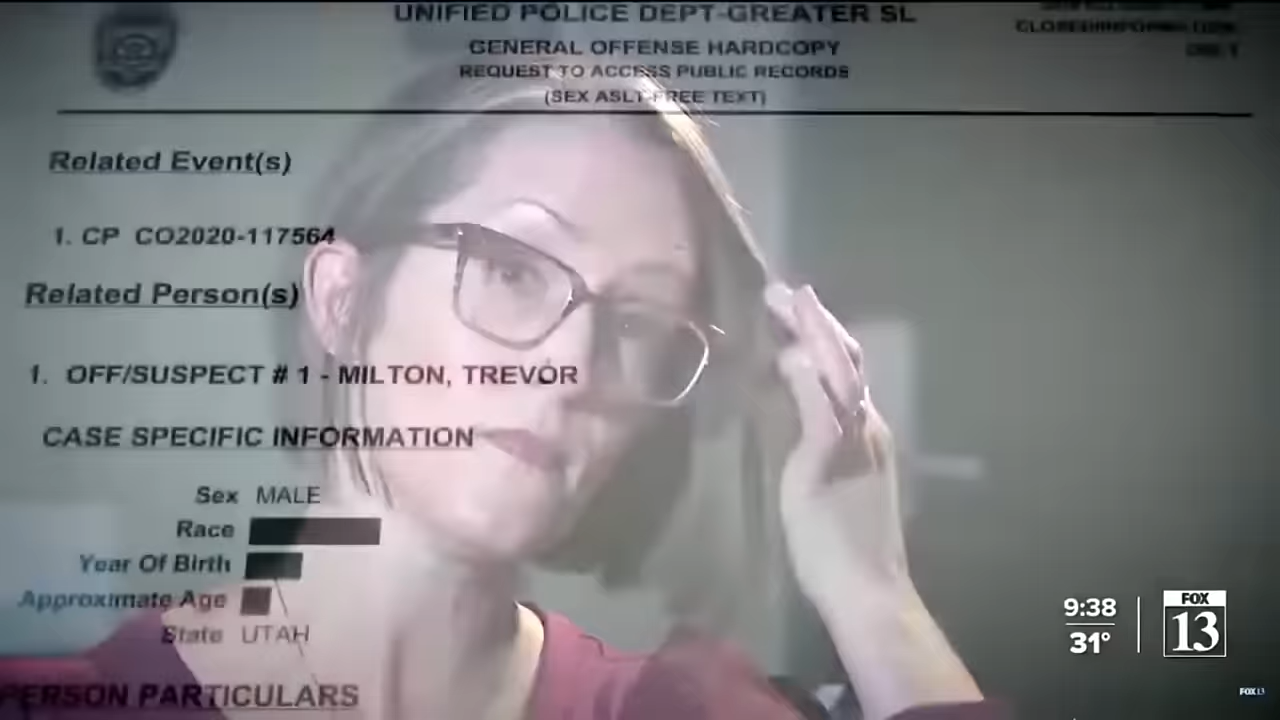 UNIFIED POLICE DEPT-GREATER SL
GENERAL OFFENSE HARDCOPY
REQUEST TO ACCESS PUBLIC RECORDS
(SEX ASLT-FREE TEXT)
Related Event(s)
1. CP CO2020-117564
Related Person(s)
1. OFF/SUSPECT # 1 - MILTON, TREVOR
CASE SPECIFIC INFORMATION
Sex MALE
Race
Year Of Birth
Approximate Age
State UTAH
PERSON PARTICULARS
9:38
31°
FOX
13
FOX13